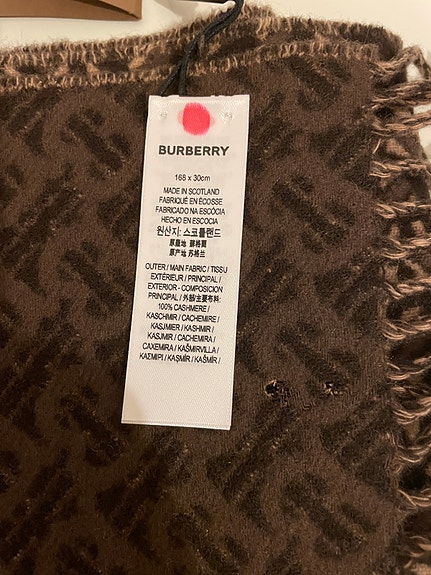 BURBERRY
168 x 30cm
MADE IN SCOTLAND
FABRIQUÉ EN ÉCOSSE
FABRICADO NA ESCÓCIA
HECHO EN ESCOCIA
원산지: 스코틀랜드
原產地 蘇格蘭
原产地 苏格兰
OUTER / MAIN FABRIC / TISSU
EXTÉRIEUR / PRINCIPAL /
EXTERIOR - COMPOSICION
PRINCIPAL / 外部/主要布料:
100% CASHMERE /
KASCHMIR / CACHEMIRE /
KASJMIER / KASHMIR /
KASJMIR / CACHEMIRA /
CAXEMIRA / KAŠMIRVILLA /
ΚΑΣΜΙΡΙ / KAŞMİR / KAŠMÍR /